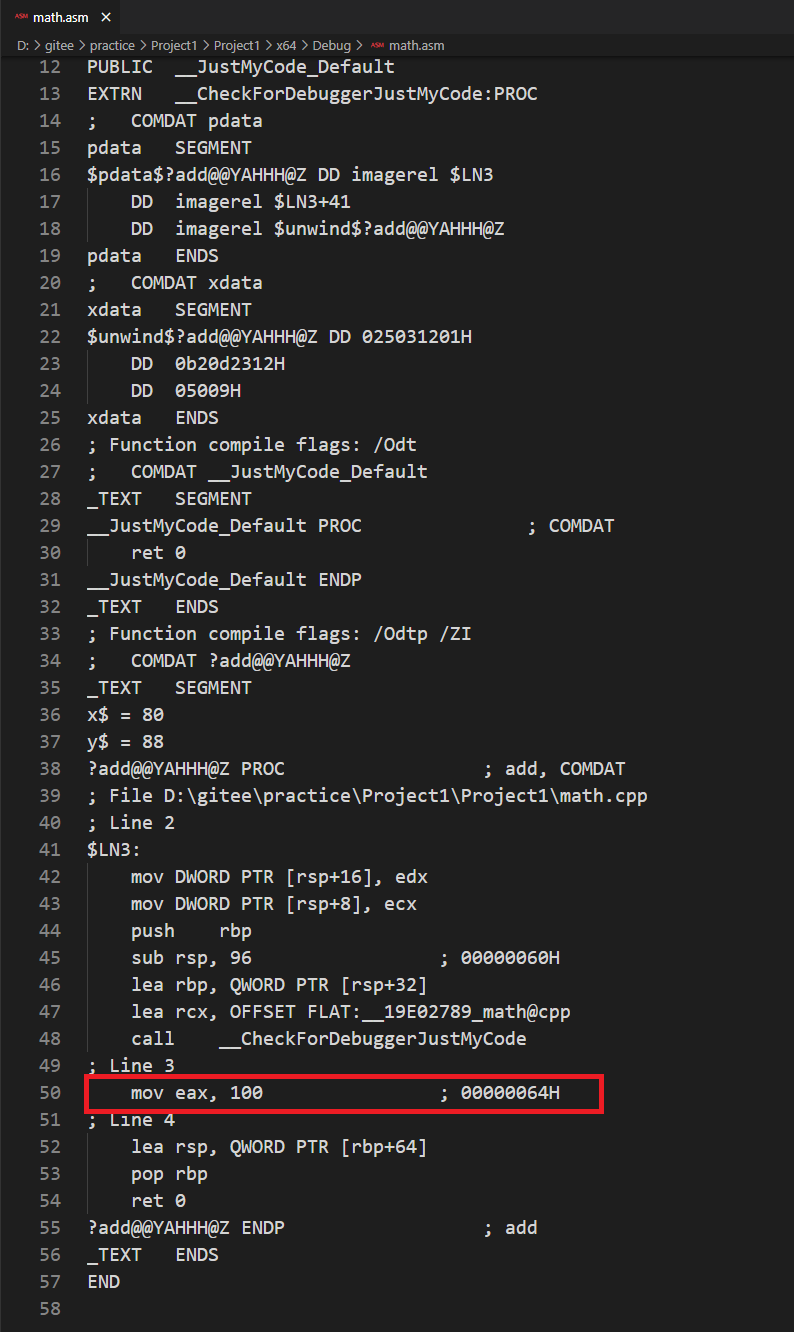 ASM math.asm ×
D: > gitee > practice > Project1 > Project1 > x64 > Debug > ASM math.asm
12 PUBLIC __JustMyCode_Default
13 EXTRN __CheckForDebuggerJustMyCode:PROC
14 ; COMDAT pdata
15 pdata SEGMENT
16 $pdata$?add@@YAHHH@Z DD imagerel $LN3
17 DD imagerel $LN3+41
18 DD imagerel $unwind$?add@@YAHHH@Z
19 pdata ENDS
20 ; COMDAT xdata
21 xdata SEGMENT
22 $unwind$?add@@YAHHH@Z DD 025031201H
23 DD 0b20d2312H
24 DD 05009H
25 xdata ENDS
26 ; Function compile flags: /Odt
27 ; COMDAT __JustMyCode_Default
28 _TEXT SEGMENT
29 __JustMyCode_Default PROC ; COMDAT
30 ret 0
31 __JustMyCode_Default ENDP
32 _TEXT ENDS
33 ; Function compile flags: /Odtp /ZI
34 ; COMDAT ?add@@YAHHH@Z
35 _TEXT SEGMENT
36 x$ = 80
37 y$ = 88
38 ?add@@YAHHH@Z PROC ; add, COMDAT
39 ; File D:\gitee\practice\Project1\Project1\math.cpp
40 ; Line 2
41 $LN3:
42 mov DWORD PTR [rsp+16], edx
43 mov DWORD PTR [rsp+8], ecx
44 push rbp
45 sub rsp, 96 ; 00000060H
46 lea rbp, QWORD PTR [rsp+32]
47 lea rcx, OFFSET FLAT:__19E02789_math@cpp
48 call __CheckForDebuggerJustMyCode
49 ; Line 3
50 mov eax, 100 ; 00000064H
51 ; Line 4
52 lea rsp, QWORD PTR [rbp+64]
53 pop rbp
54 ret 0
55 ?add@@YAHHH@Z ENDP ; add
56 _TEXT ENDS
57 END
58